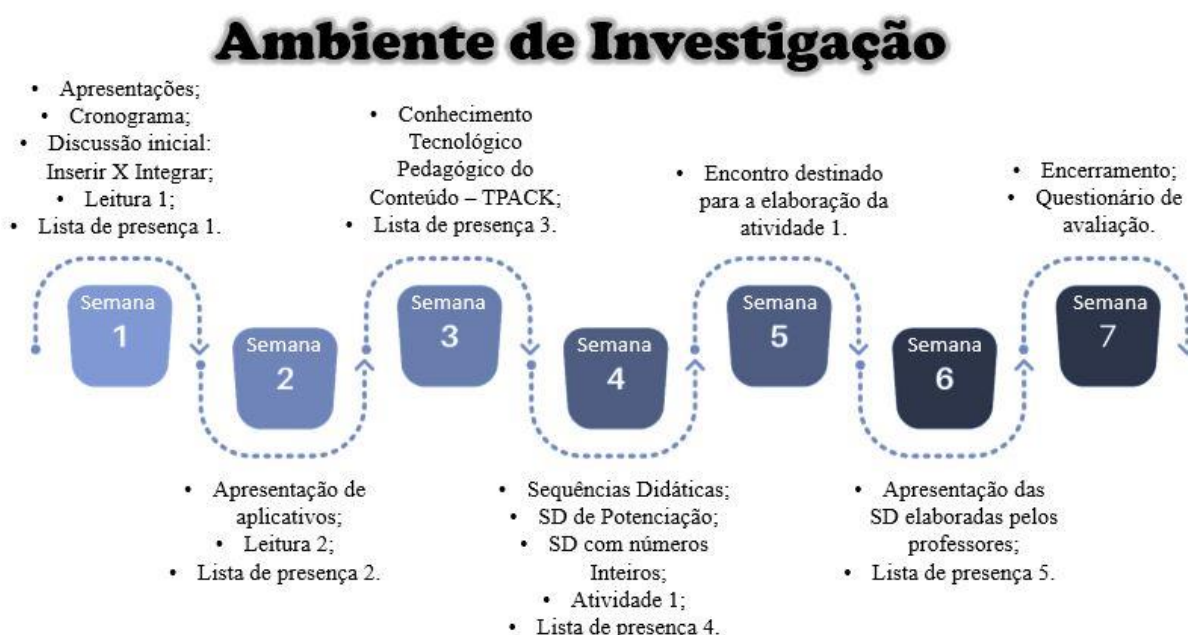 Ambiente de Investigação
• Apresentações;
• Cronograma;
• Discussão inicial:
Inserir X Integrar;
• Leitura 1;
• Lista de presença 1.
• Conhecimento
Tecnológico
Pedagógico do
Conteúdo – TPACK;
• Lista de presença 3.
• Encontro destinado
para a elaboração da
atividade 1.
• Encerramento;
• Questionário de
avaliação.
Semana
1
Semana
2
Semana
3
Semana
4
Semana
5
Semana
6
Semana
7
• Apresentação de
aplicativos;
• Leitura 2;
• Lista de presença 2.
• Sequências Didáticas;
• SD de Potenciação;
• SD com números
Inteiros;
• Atividade 1;
• Lista de presença 4.
• Apresentação das
SD elaboradas pelos
professores;
• Lista de presença 5.